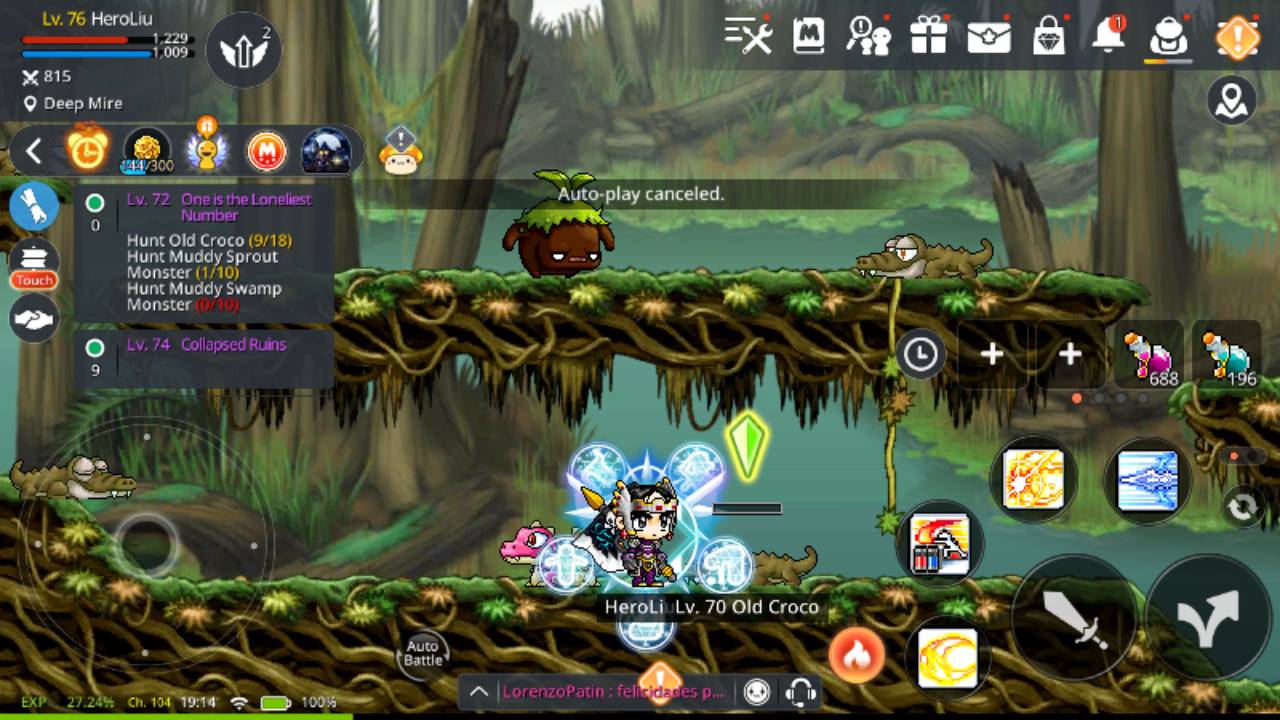 Lv. 76 HeroLiu
2
1,229
1,009
815
Deep Mire
1
144/300
Auto-play canceled.
Lv. 72 One is the Loneliest
Number
0
Hunt Old Croco (9/18)
Hunt Muddy Sprout
Monster (1/10)
Hunt Muddy Swamp
Monster (0/10)
Touch
Lv. 74 Collapsed Ruins
9
688
196
HeroLi Lv. 70 Old Croco
Auto
Battle
LorenzoPatin : felicidades p...
EXP 27.24% Ch. 104 19:14 100%